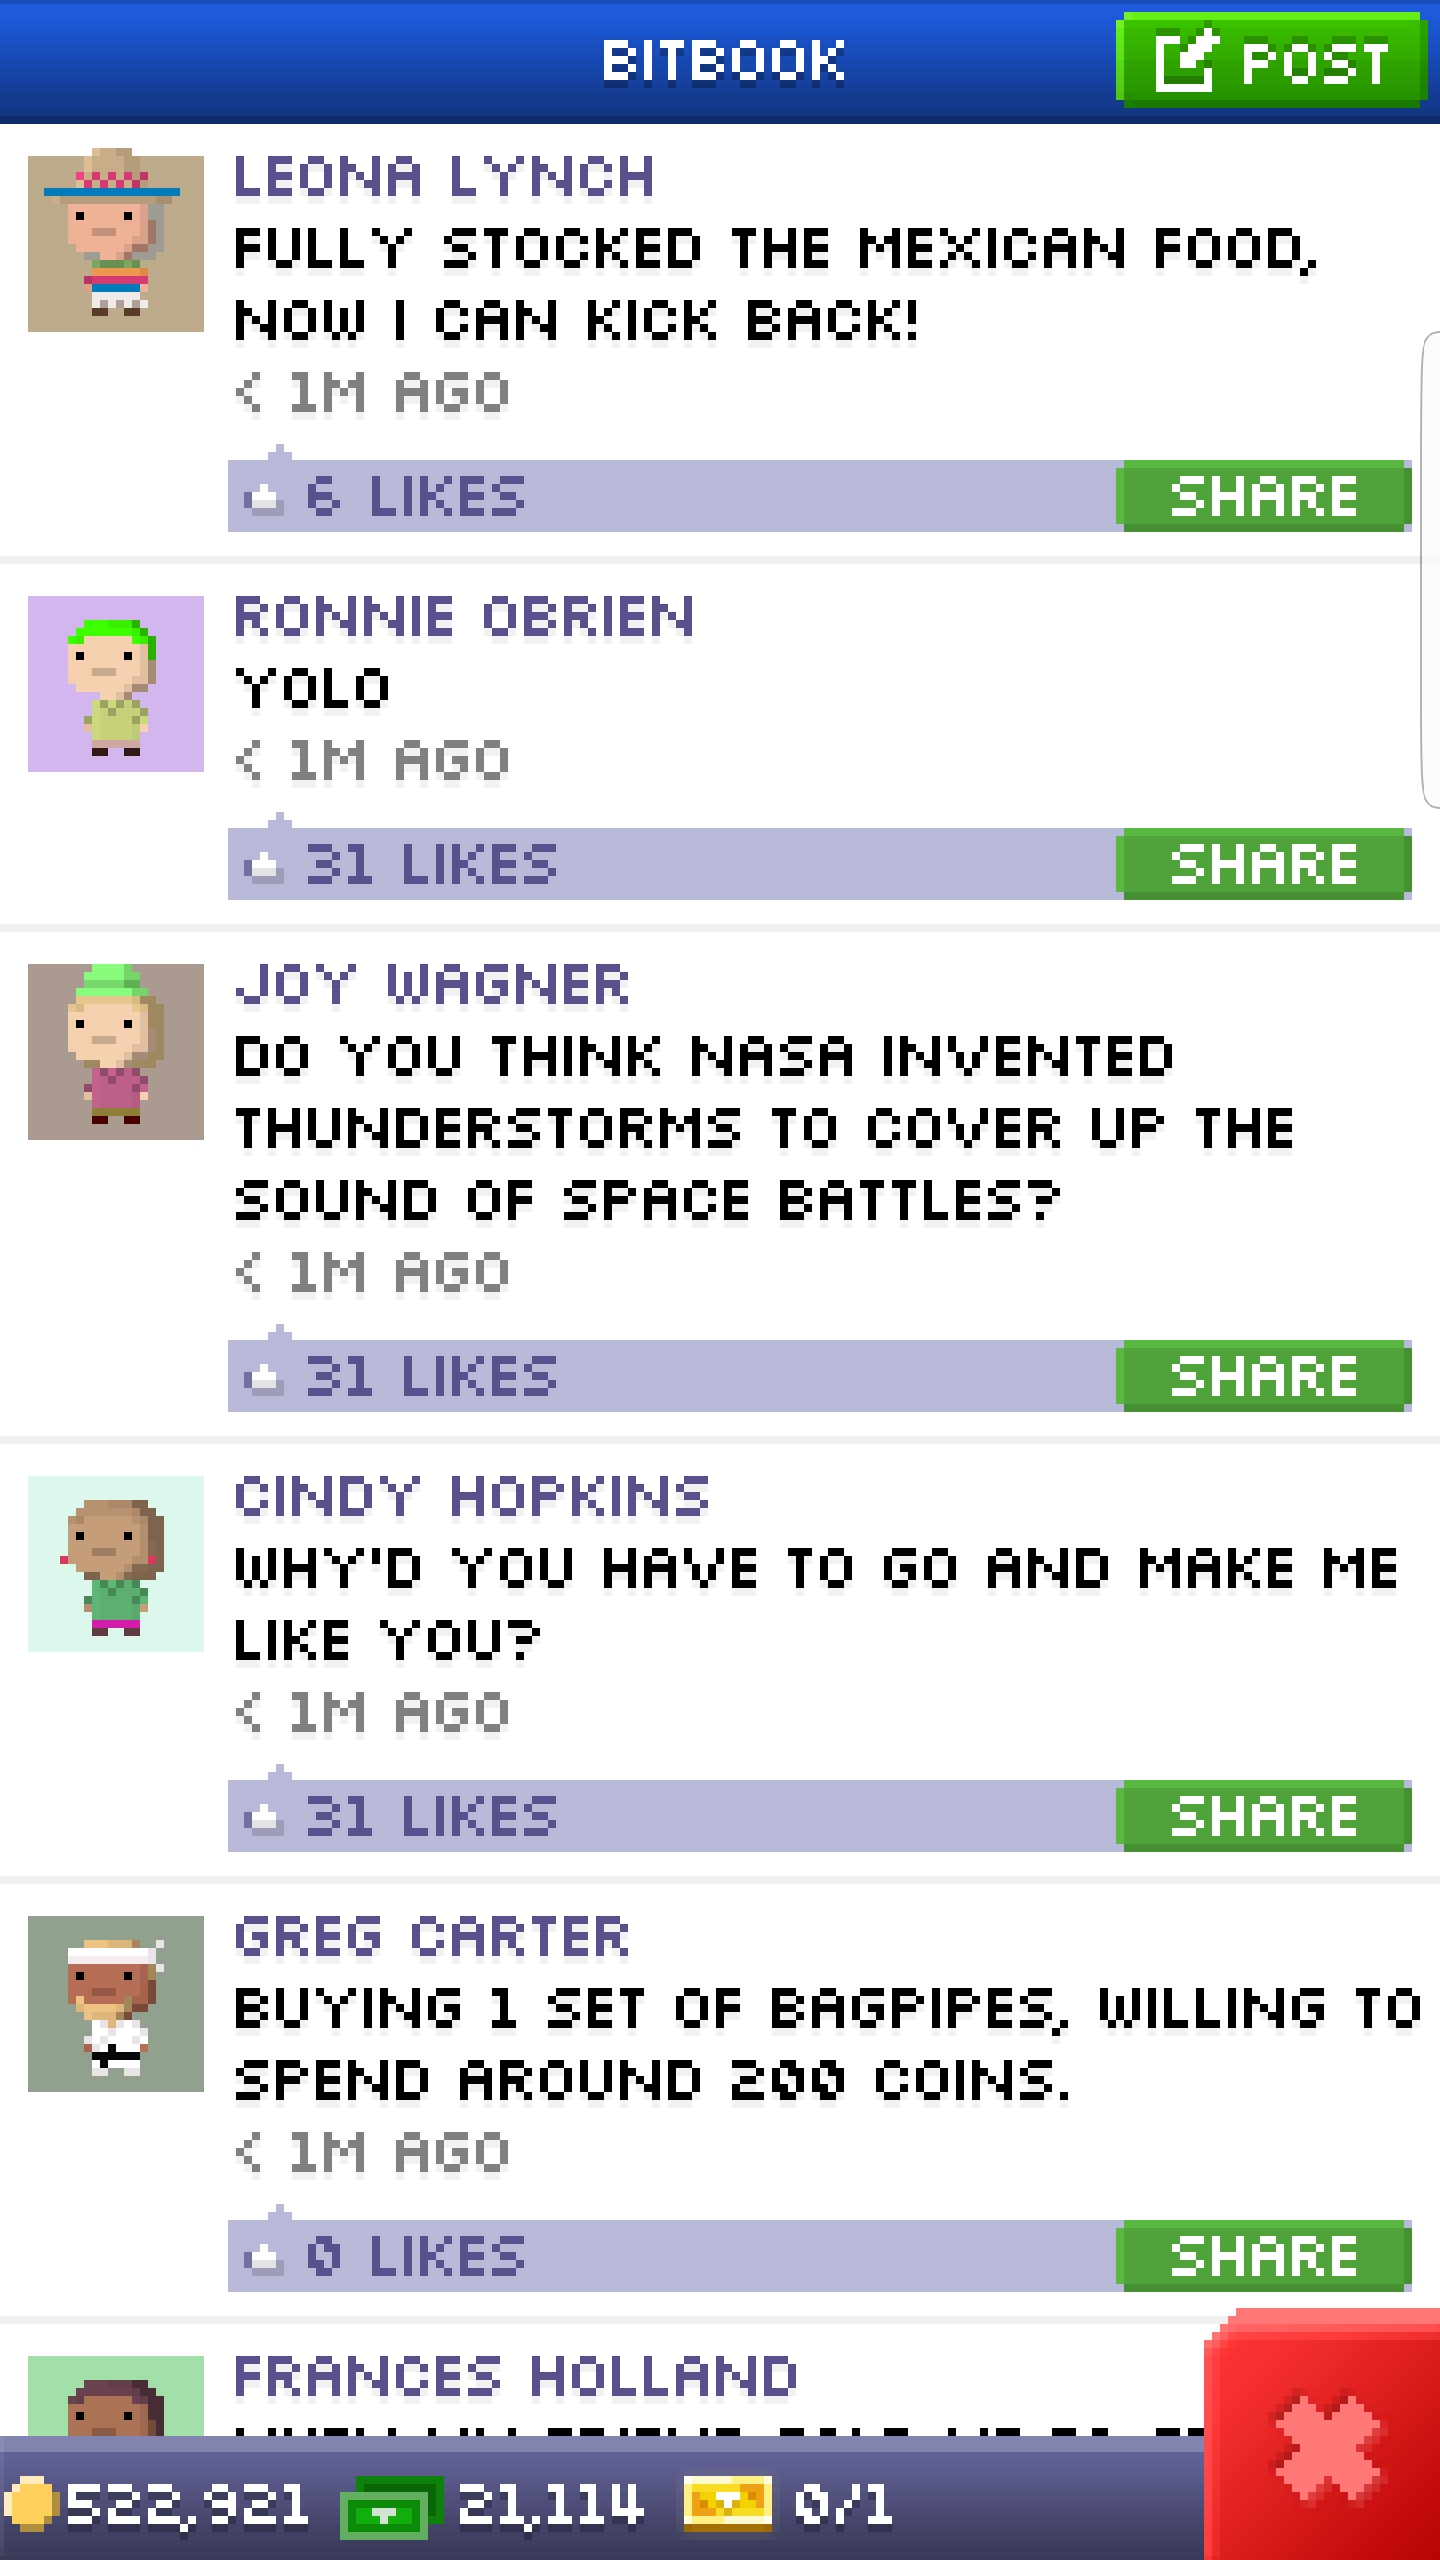 BITBOOK
POST
LEONA LYNCH
FULLY STOCKED THE MEXICAN FOOD,
NOW I CAN KICK BACK!
< 1M AGO
6 LIKES
SHARE
RONNIE OBRIEN
YOLO
< 1M AGO
31 LIKES
SHARE
JOY WAGNER
DO YOU THINK NASA INVENTED
THUNDERSTORMS TO COVER UP THE
SOUND OF SPACE BATTLES?
< 1M AGO
31 LIKES
SHARE
CINDY HOPKINS
WHY'D YOU HAVE TO GO AND MAKE ME
LIKE YOU?
< 1M AGO
31 LIKES
SHARE
GREG CARTER
BUYING 1 SET OF BAGPIPES, WILLING TO
SPEND AROUND 200 COINS.
< 1M AGO
0 LIKES
SHARE
FRANCES HOLLAND
522,921 21,114 0/1